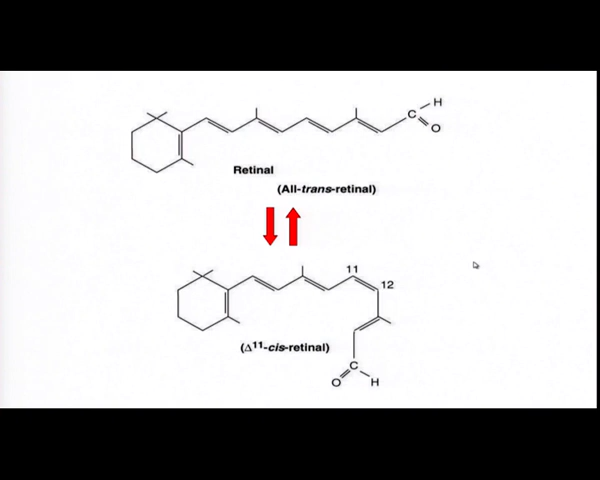 H
C
O
Retinal
(All-trans-retinal)
11
12
(Δ11-cis-retinal)
C
O
H